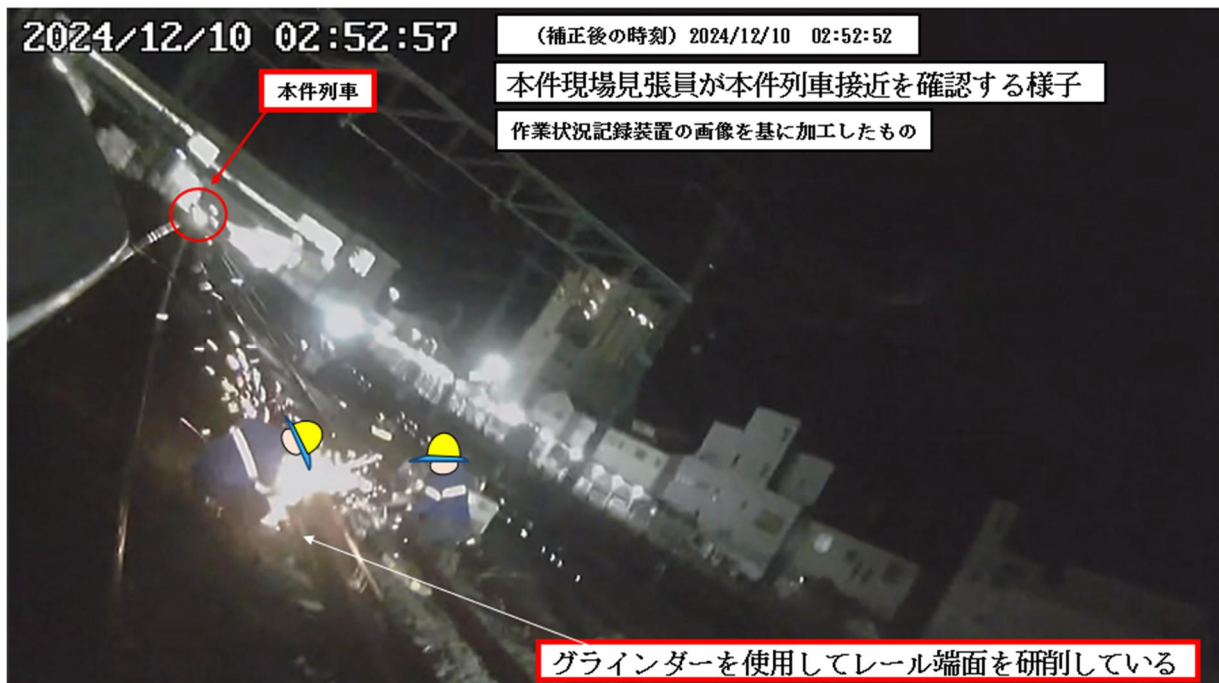 2024/12/10 02:52:57
（補正後の時刻）2024/12/10 02:52:52
本件列車
本件現場見張員が本件列車接近を確認する様子
作業状況記録装置の画像を基に加工したもの
グラインダーを使用してレール端面を研削している